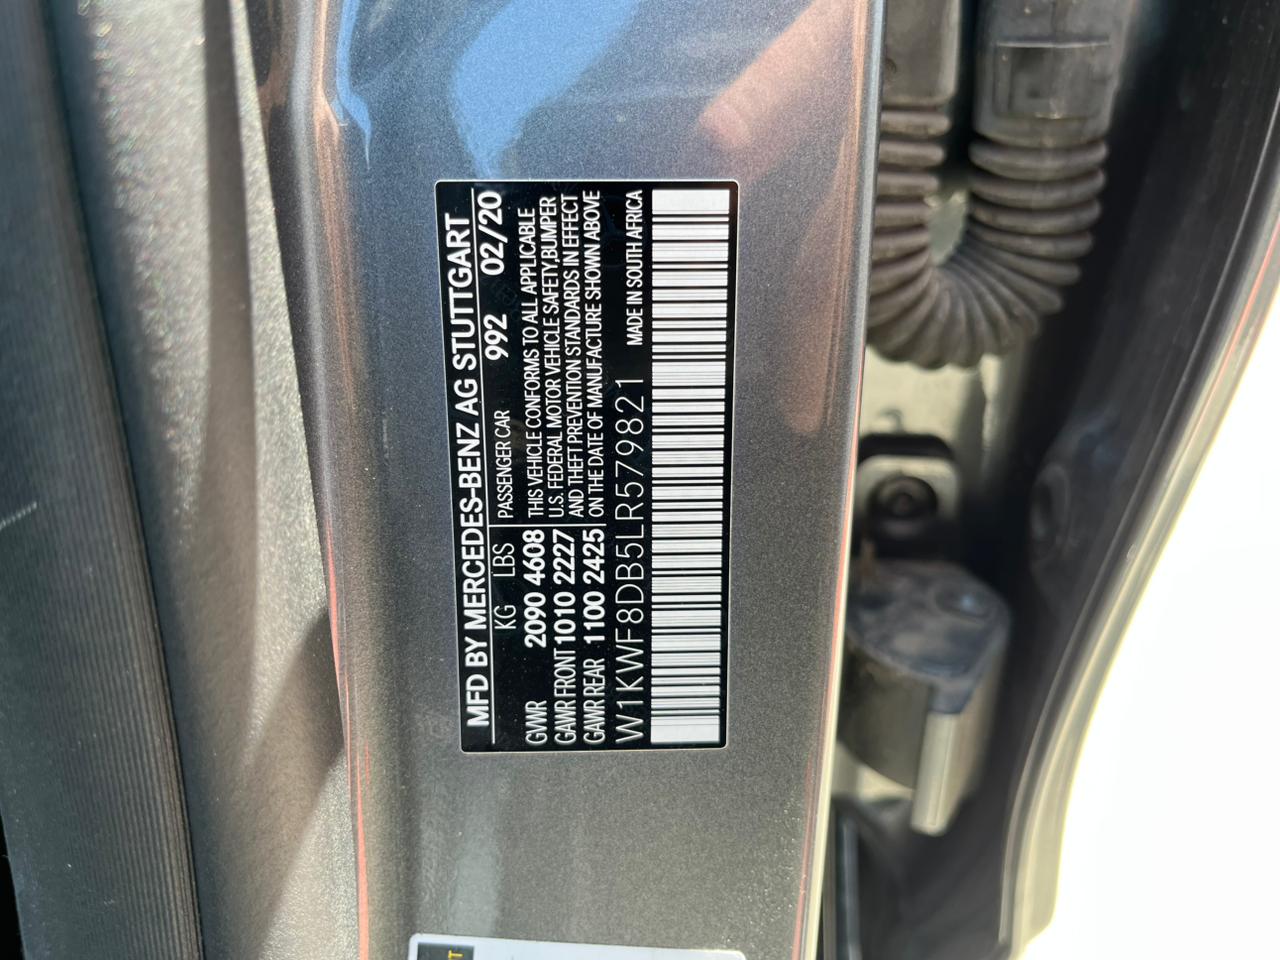 MFD BY MERCEDES-BENZ AG STUTTGART
KG LBS PASSENGER CAR 992 02/20
GVWR 2090 4608 THIS VEHICLE CONFORMS TO ALL APPLICABLE
GAWR FRONT 1010 2227 U.S. FEDERAL MOTOR VEHICLE SAFETY,BUMPER
GAWR REAR 1100 2425 AND THEFT PREVENTION STANDARDS IN EFFECT
ON THE DATE OF MANUFACTURE SHOWN ABOVE
W1KWF8DB5LR579821 MADE IN SOUTH AFRICA